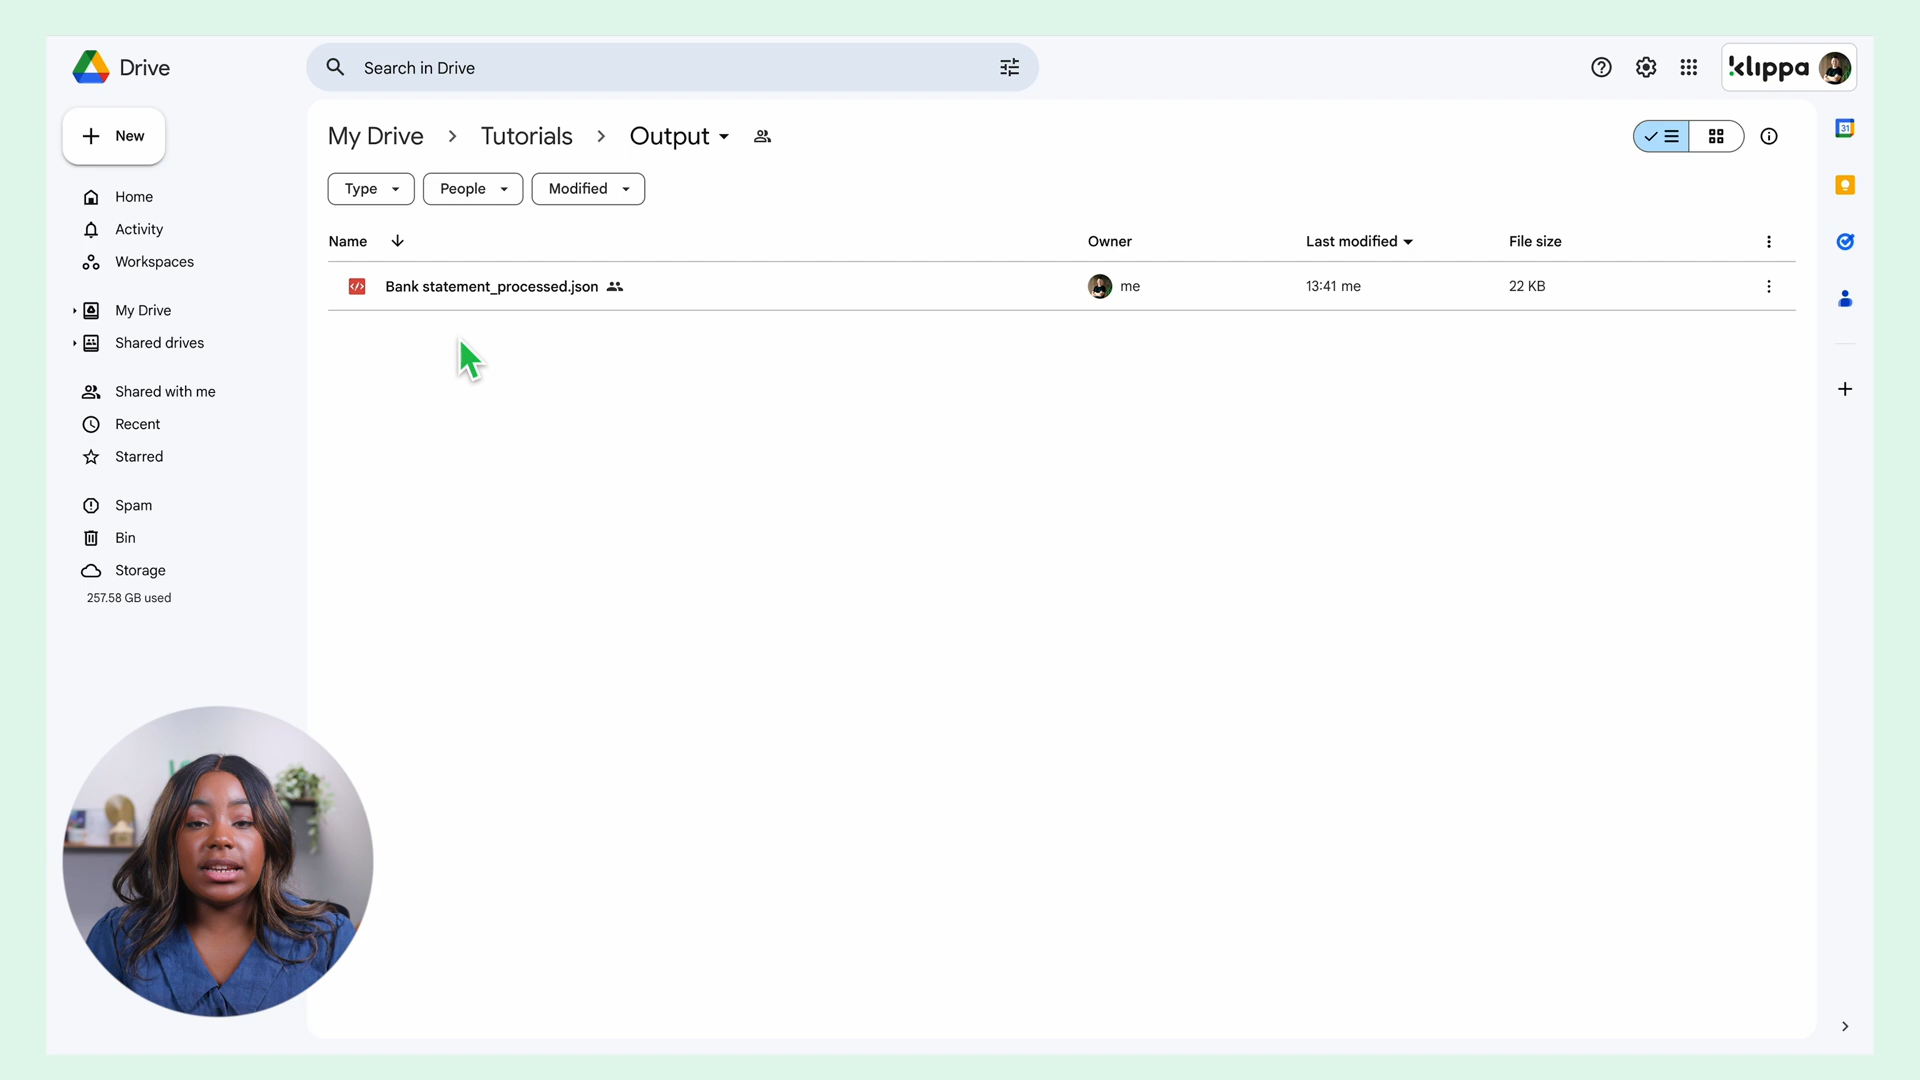 Drive
Search in Drive
klippa
New
My Drive > Tutorials > Output
Type
People
Modified
Name
Owner
Last modified
File size
Bank statement_processed.json
me
13:41 me
22 KB
Home
Activity
Workspaces
My Drive
Shared drives
Shared with me
Recent
Starred
Spam
Bin
Storage
257.58 GB used
31